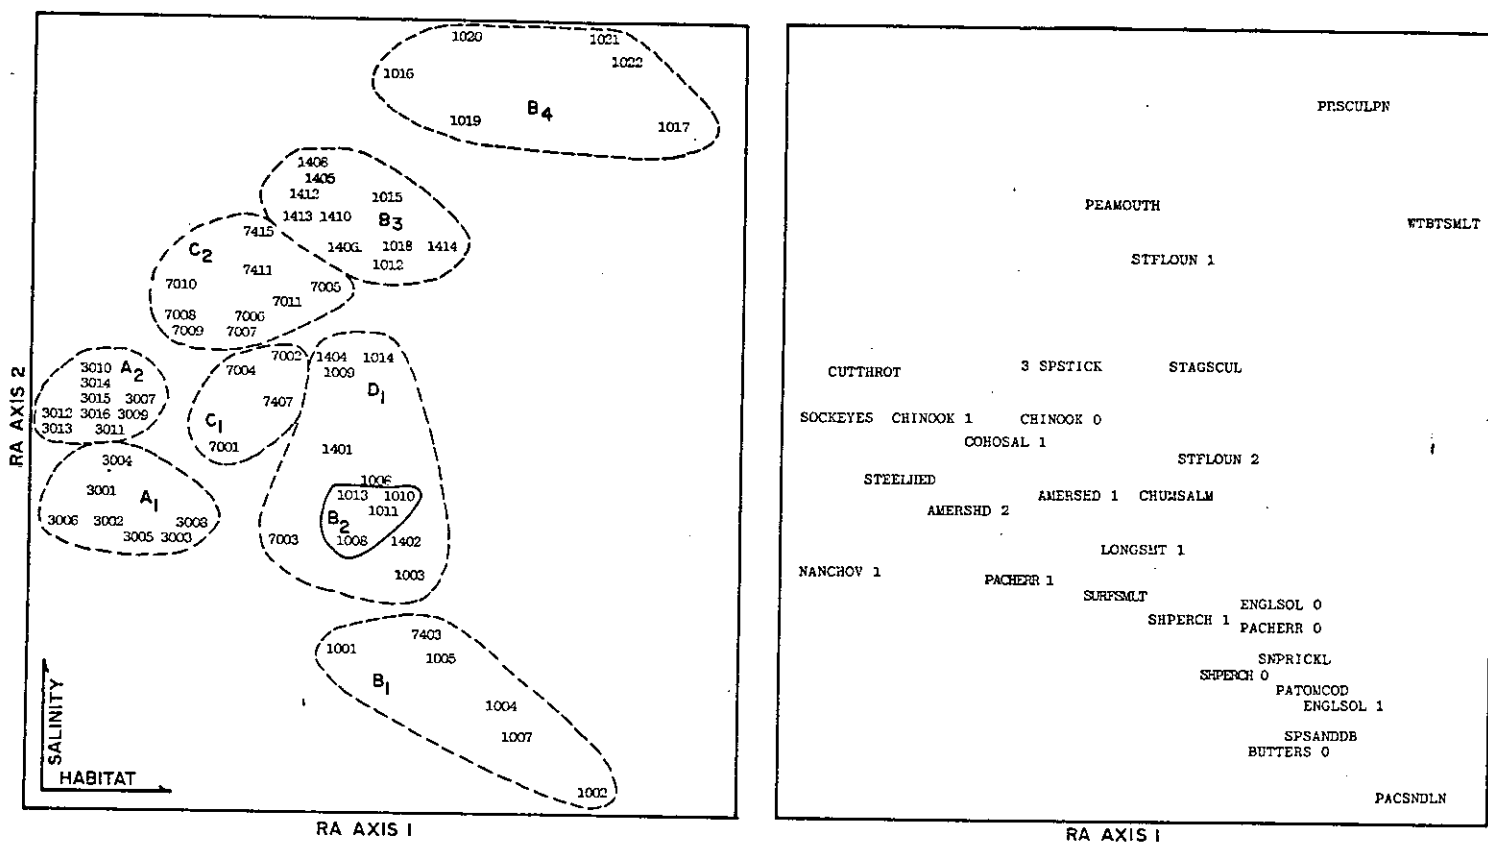 1020
1021
1022
1016
B4
1019
1017
1406
1405
1412
1015
1413 1410
B3
7415
1406
1018
1414
C2
1012
7411
7010
7005
7011
7008
7006
7009
7007
7002
1404
1014
3010
A2
7004
1009
3014
D1
3015
3007
7407
3012
3016
3009
C1
3013
3011
7001
1401
3004
1006
3001
A1
1013
1010
1011
3006
3002
3008
B2
3005
3003
7003
1008
1402
1003
7403
1001
1005
B1
1004
1007
1002
SALINITY
HABITAT
RA AXIS 2
RA AXIS I
PRSCULPN
PEAMOUTH
WTBTSMLT
STFLOUN 1
CUTTHROT
3 SPSTICK
STAGSCUL
SOCKEYES
CHINOOK 1
CHINOOK 0
COHOSAL 1
STFLOUN 2
STEELHED
AMERSHD 1
CHUMSALM
AMERSHD 2
LONGSMT 1
NANCHOV 1
PACHERR 1
SURFSMLT
ENGLSOL 0
SHPERCH 1
PACHERR 0
SNPRICKL
SHPERCH 0
PATOMCOD
ENGLSOL 1
SPSANDDB
BUTTERS 0
PACSNDLN
RA AXIS I